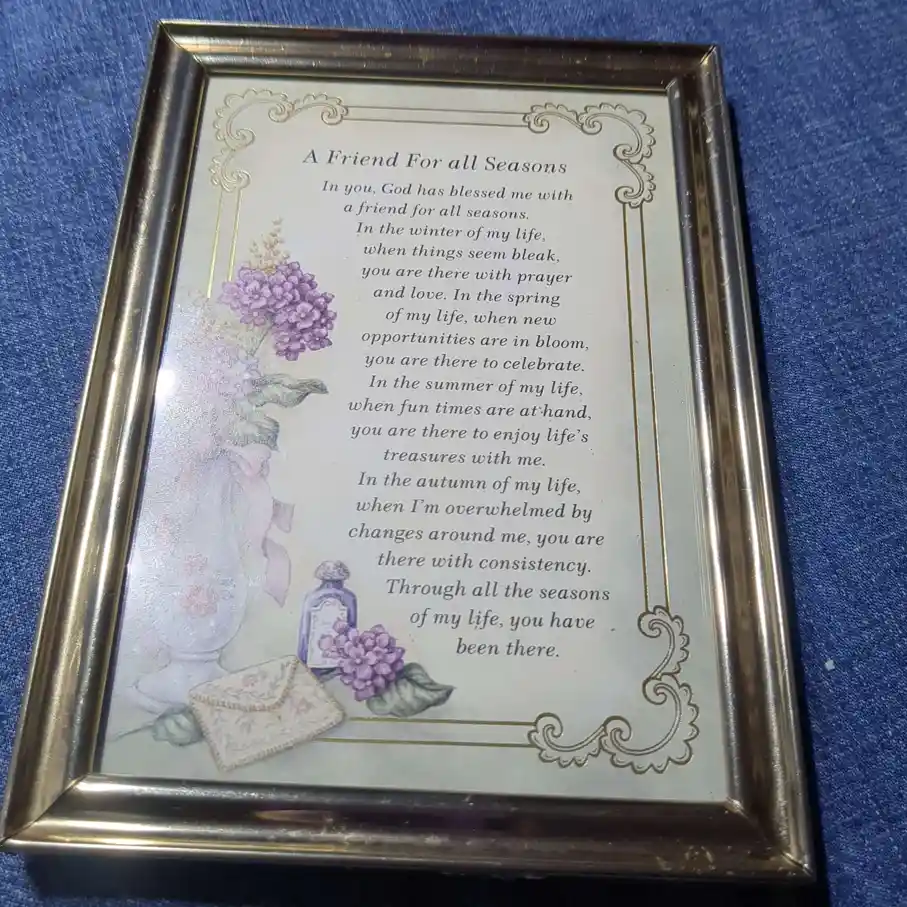 A Friend For all Seasons
In you, God has blessed me with
a friend for all seasons.
In the winter of my life,
when things seem bleak,
you are there with prayer
and love. In the spring
of my life, when new
opportunities are in bloom,
you are there to celebrate.
In the summer of my life,
when fun times are at hand,
you are there to enjoy life's
treasures with me.
In the autumn of my life,
when I'm overwhelmed by
changes around me, you are
there with consistency.
Through all the seasons
of my life, you have
been there.